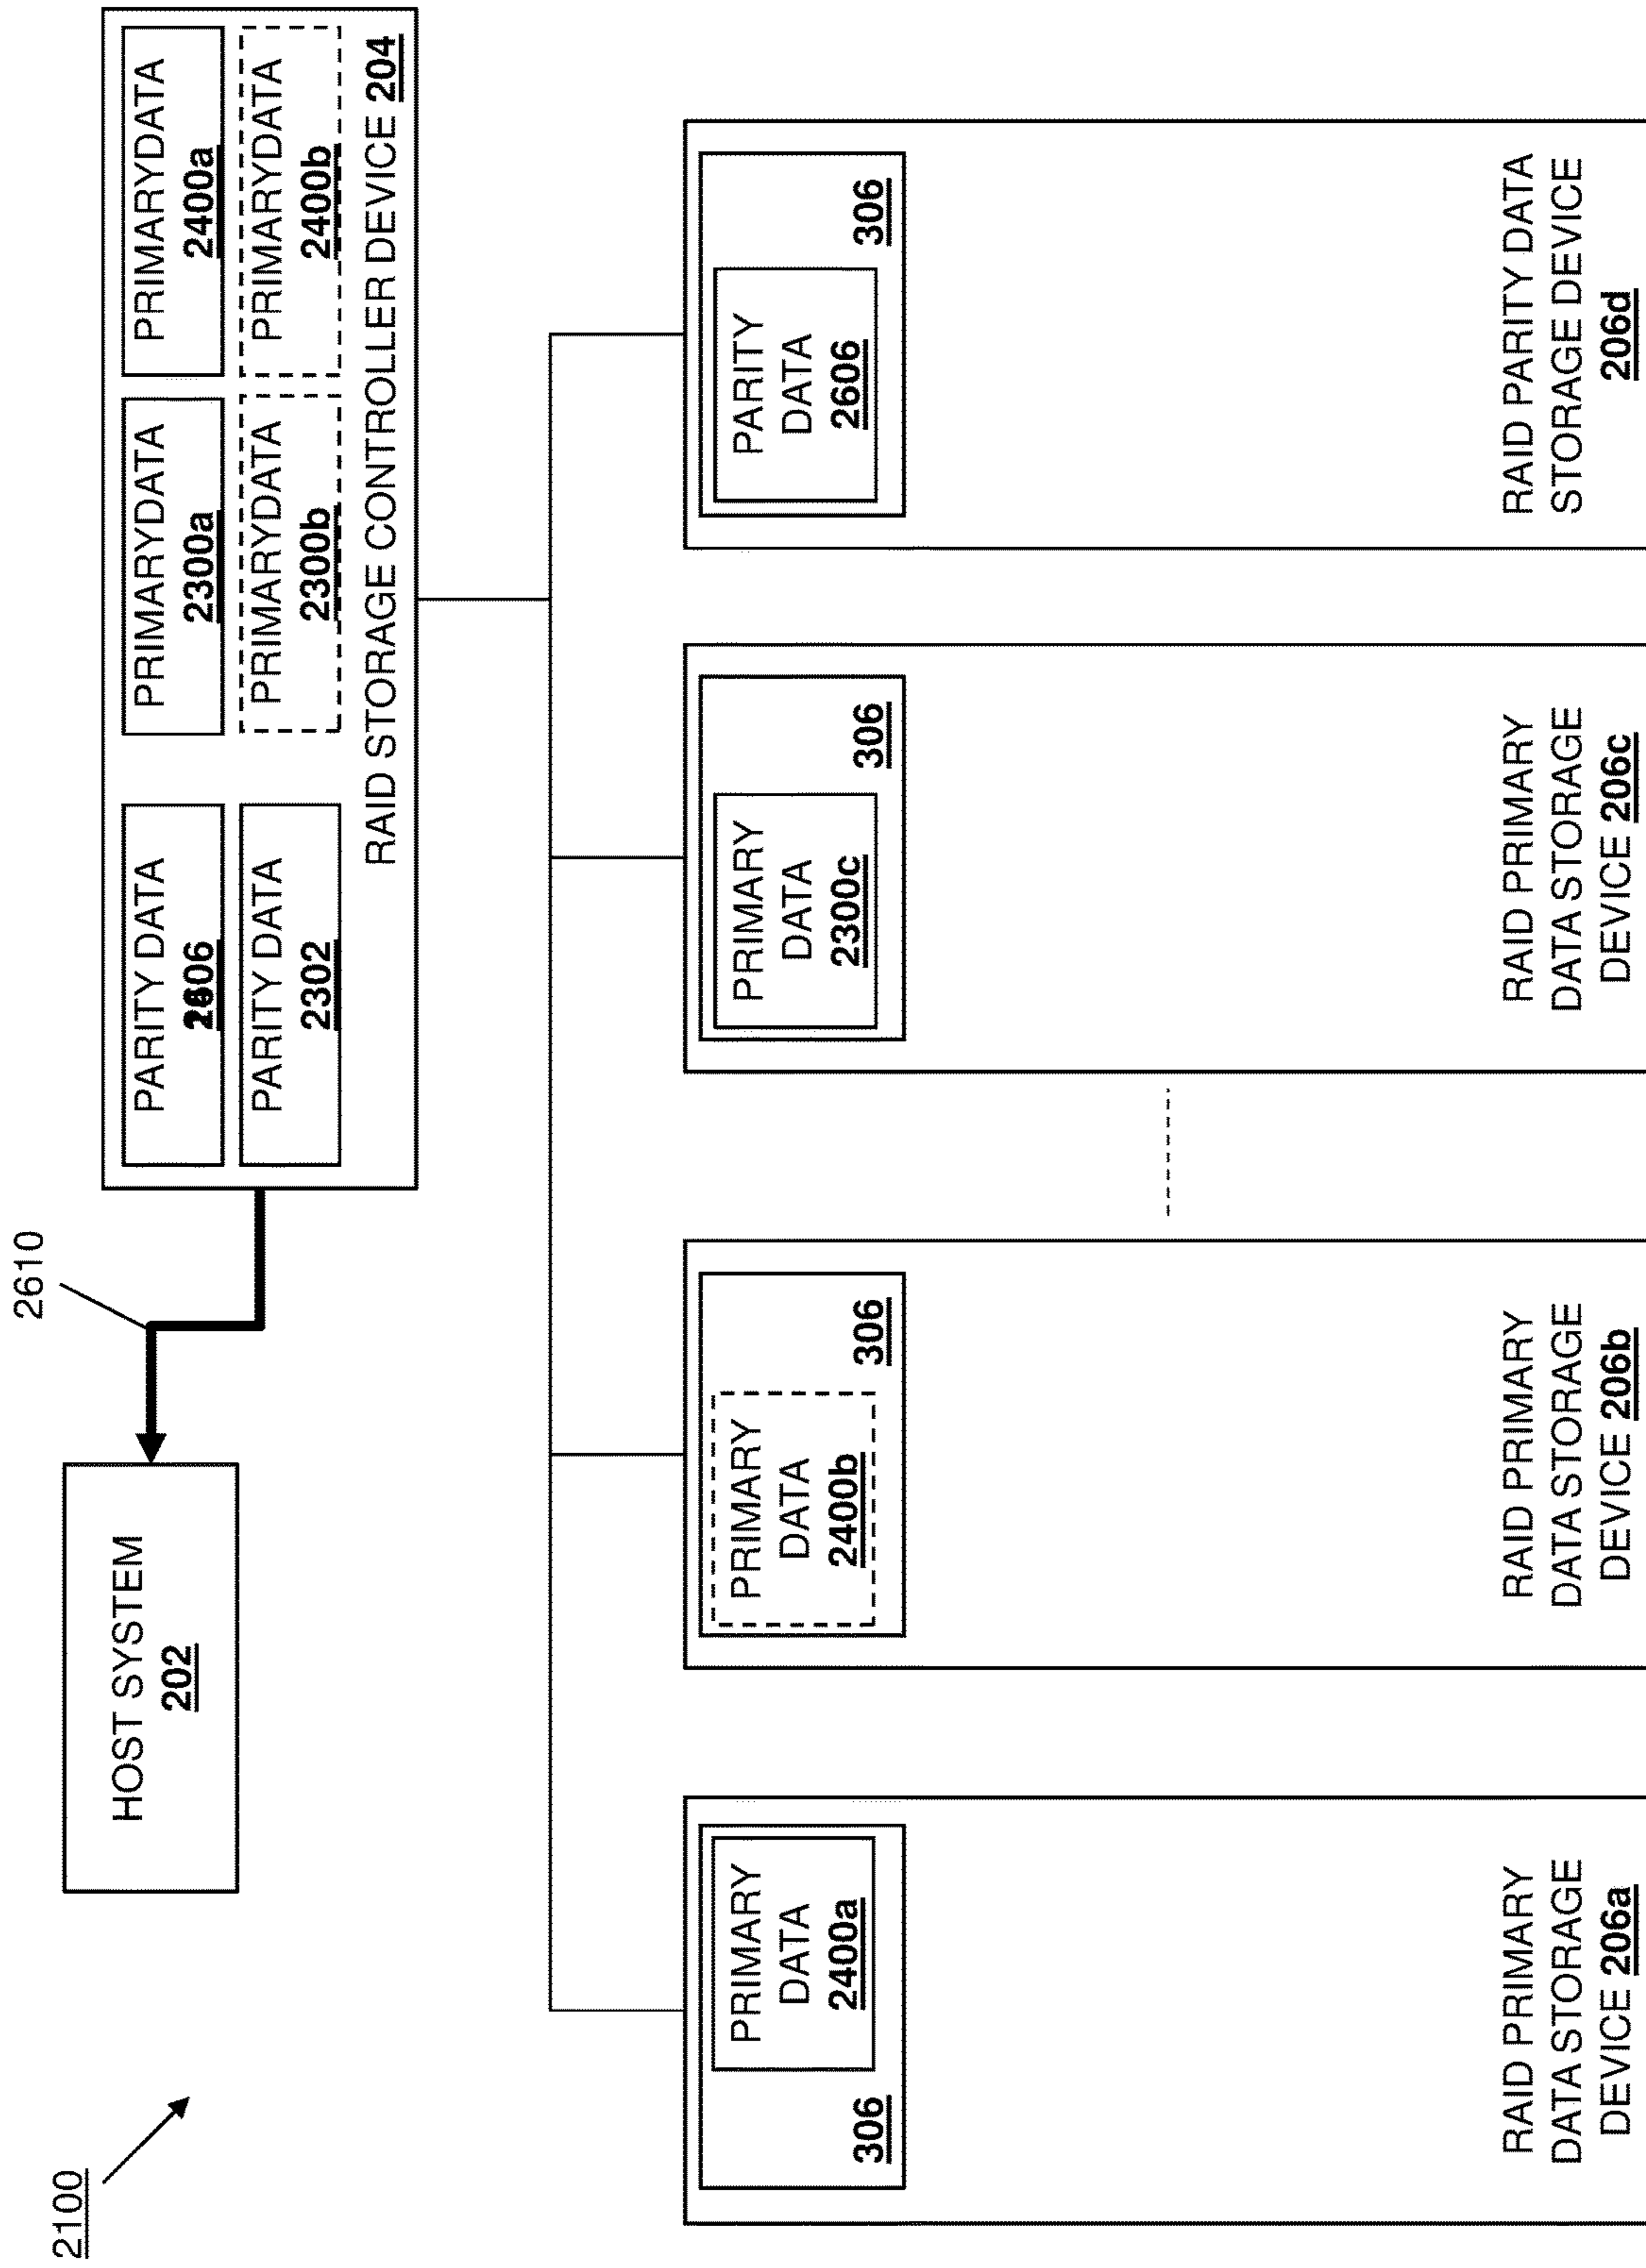 2100
HOST SYSTEM
202
2610
PARITY DATA
PARITY DATA
2302
PRIMARYDATA
2300a
PRIMARYDATA
2300b
PRIMARYDATA
2400a
PRIMARYDATA
2400b
RAID STORAGE CONTROLLER DEVICE 204
306
PRIMARY
DATA
2400a
RAID PRIMARY
DATA STORAGE
DEVICE 206a
PRIMARY
DATA
2400b
306
RAID PRIMARY
DATA STORAGE
DEVICE 206b
PRIMARY
DATA
2300c
306
RAID PRIMARY
DATA STORAGE
DEVICE 206c
PARITY
DATA
2606
306
RAID PARITY DATA
STORAGE DEVICE
206d